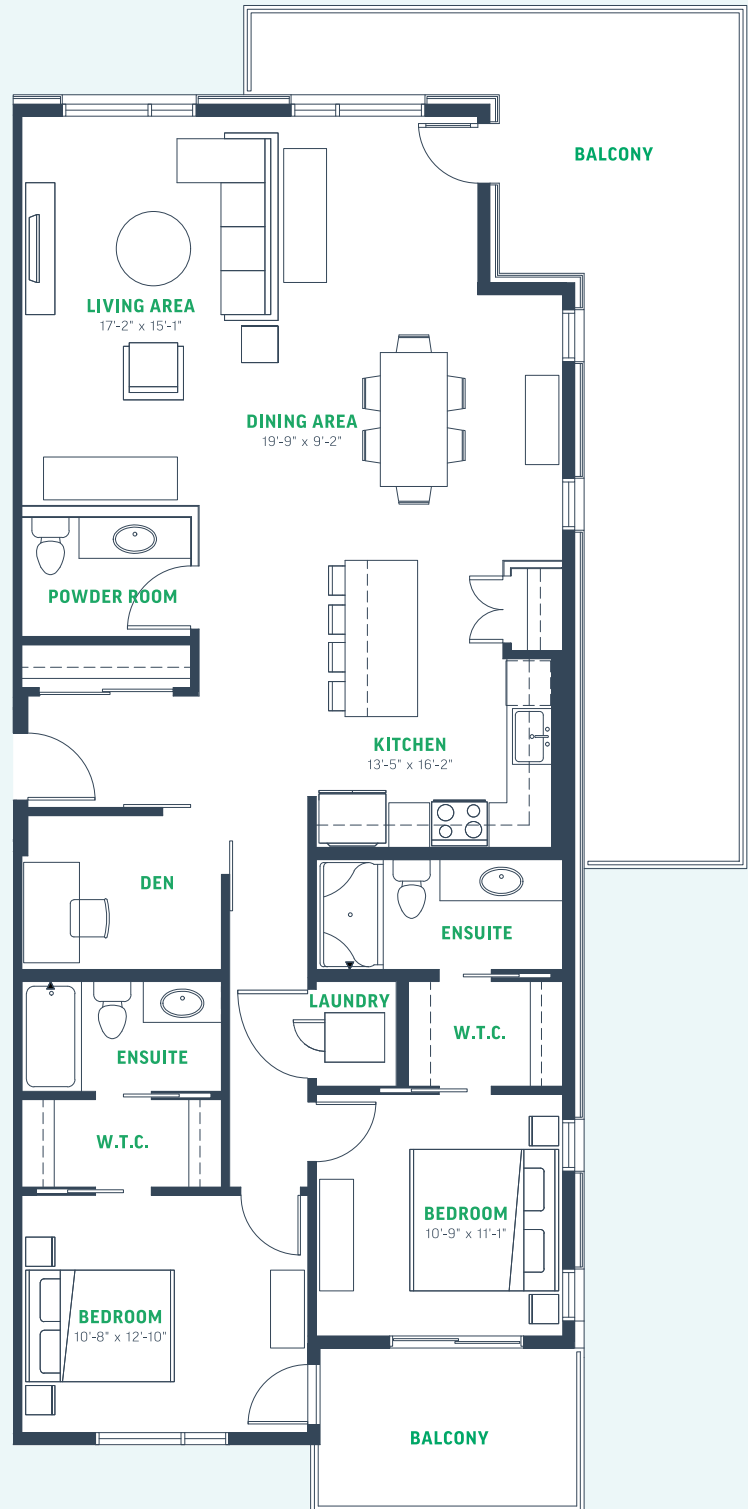 BALCONY
LIVING AREA
17'-2" x 15'-1"
DINING AREA
19'-9" x 9'-2"
POWDER ROOM
KITCHEN
13'-5" x 16'-2"
DEN
ENSUITE
LAUNDRY
W.T.C.
ENSUITE
W.T.C.
BEDROOM
10'-9" x 11'-1"
BEDROOM
10'-8" x 12'-10"
BALCONY